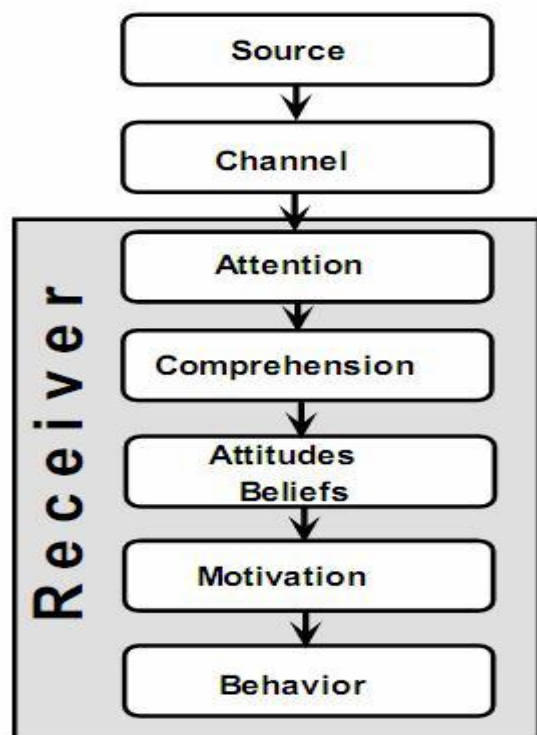 Source
Channel
Receiver
Attention
Comprehension
Attitudes
Beliefs
Motivation
Behavior